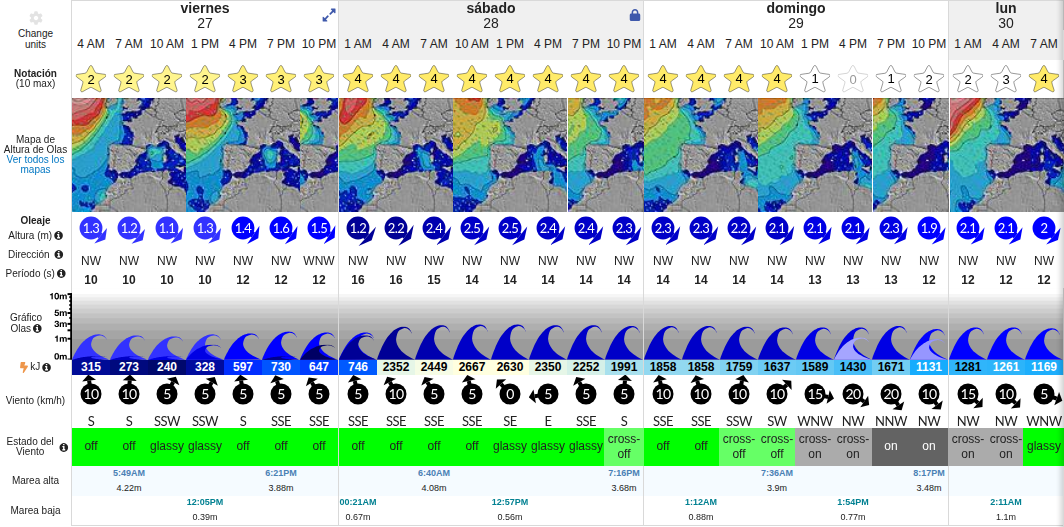 viernes sábado domingo lun
27 28 29 30
Change
units
4 AM 7 AM 10 AM 1 PM 4 PM 7 PM 10 PM 1 AM 4 AM 7 AM 10 AM 1 PM 4 PM 7 PM 10 PM 1 AM 4 AM 7 AM 10 AM 1 PM 4 PM 7 PM 10 PM 1 AM 4 AM 7 AM
Notación
(10 max)
2 2 2 2 3 3 3 4 4 4 4 4 4 4 4 4 4 4 4 1 0 1 2 2 3 4
Mapa de
Altura de Olas
Ver todos los
mapas
Oleaje
Altura (m)
1.3 1.2 1.1 1.3 1.4 1.6 1.5 1.2 2.2 2.4 2.5 2.5 2.4 2.4 2.3 2.3 2.3 2.2 2.1 2.1 2.1 2.3 1.9 2.1 2.1 2
Dirección
NW NW NW NW NW NW WNW NW NW NW NW NW NW NW NW NW NW NW NW NW NW NW NW NW NW NW
Período (s)
10 10 10 10 12 12 12 16 16 15 14 14 14 14 14 14 14 14 14 13 13 13 12 12 12 12
10m
5m
3m
1m
0m
Gráfico
Olas
kJ
315 273 240 328 597 730 647 746 2352 2449 2667 2630 2350 2252 1991 1858 1858 1759 1637 1589 1430 1671 1131 1281 1261 1169
Viento (km/h)
10 10 5 5 5 5 5 5 10 5 5 0 5 5 5 10 10 10 10 15 20 20 10 15 10 5
S S SSW SSW S SSE SSE SSE SSE SSE SSE SE E SSE S SSE SSE SSW SW WNW NW NNW NW NW NW WNW
Estado del
Viento
off off glassy glassy off off off off off off off glassy glassy glassy cross-off off off cross-off cross-off cross-on cross-on on on cross-on cross-on glassy
Marea alta
5:49AM 6:21PM 6:40AM 7:16PM 7:36AM 8:17PM
4.22m 3.88m 4.08m 3.68m 3.9m 3.48m
Marea baja
12:05PM 00:21AM 12:57PM 1:12AM 1:54PM 2:11AM
0.39m 0.67m 0.56m 0.88m 0.77m 1.1m